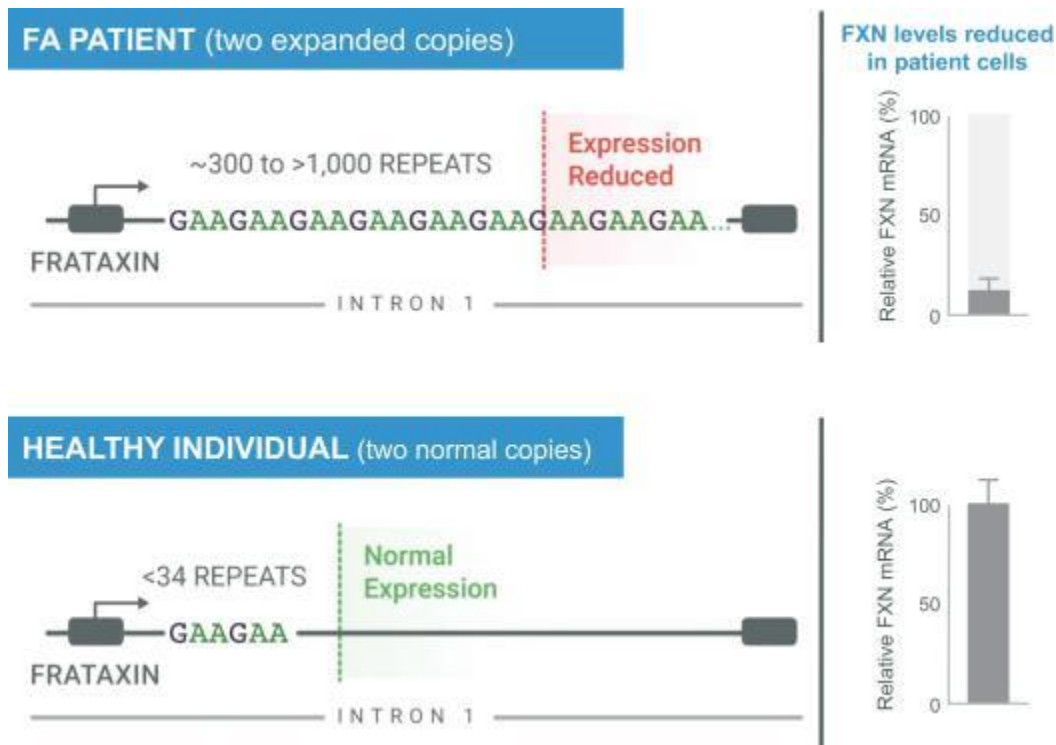 FA PATIENT (two expanded copies)
FXN levels reduced
in patient cells
~300 to >1,000 REPEATS
Expression
Reduced
GAAGAAGAAGAAGAAGAAGAAGAAGAA...
FRATAXIN
INTRON 1
Relative FXN mRNA (%)
100
50
0
HEALTHY INDIVIDUAL (two normal copies)
<34 REPEATS
Normal
Expression
GAAGAA
FRATAXIN
INTRON 1
Relative FXN mRNA (%)
100
50
0